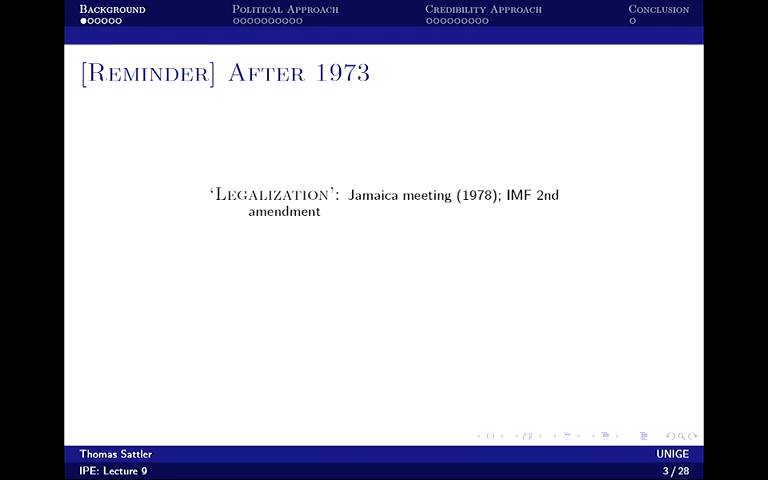 Background Political Approach Credibility Approach Conclusion
[Reminder] After 1973
‘Legalization’: Jamaica meeting (1978); IMF 2nd
amendment
Thomas Sattler UNIGE
IPE: Lecture 9 3 / 28